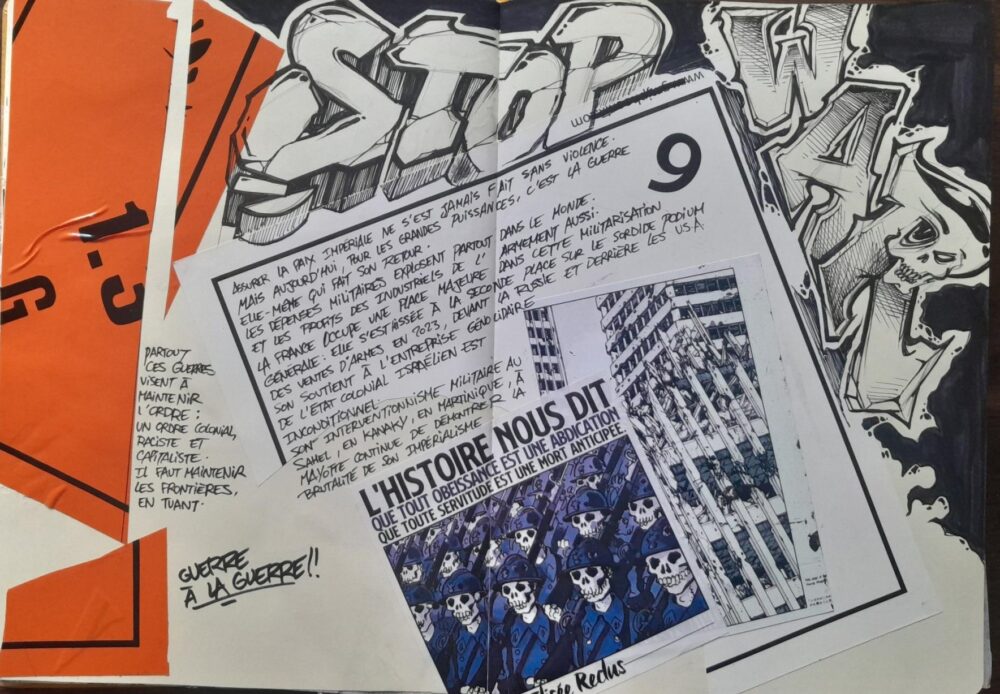 STOP
WAR
1.3
G
9
ASSURER LA PAIX IMPÉRIALE NE S'EST JAMAIS FAIT SANS VIOLENCE.
MAIS AUJOURD'HUI, POUR LES GRANDES PUISSANCES, C'EST LA GUERRE
ELLE-MÊME QUI FAIT SON RETOUR.
LES DÉPENSES MILITAIRES EXPLOSENT PARTOUT DANS LE MONDE.
ET LES PROFITS DES INDUSTRIELS DE L'ARMEMENT AUSSI.
LA FRANCE OCCUPE UNE PLACE MAJEURE DANS CETTE MILITARISATION
GÉNÉRALE : ELLE S'EST HISSÉE À LA SECONDE PLACE SUR LE SORDIDE PODIUM
DES VENTES D'ARMES EN 2023, DEVANT LA RUSSIE ET DERRIÈRE LES USA
SON SOUTIEN À L'ENTREPRISE GÉNOCIDAIRE
DE L'ÉTAT COLONIAL ISRAÉLIEN EST
INCONDITIONNEL.
SONT INTERVENTIONNISME MILITAIRE AU
SAHEL, EN KANAKY, EN MARTINIQUE, À
MAYOTTE CONTINUE DE DÉMONTRER LA
BRUTALITÉ DE SON IMPÉRIALISME
PARTOUT
CES GUERRES
VISENT À
MAINTENIR
L'ORDRE :
UN ORDRE COLONIAL,
RACISTE ET
CAPITALISTE.
IL FAUT MAINTENIR
LES FRONTIÈRES,
EN TUANT.
GUERRE
À LA GUERRE !!
L'HISTOIRE NOUS DIT
QUE TOUT OBEISSANCE EST UNE ABDICATION
QUE TOUTE SERVITUDE EST UNE MORT ANTICIPÉE
Elisée Reclus